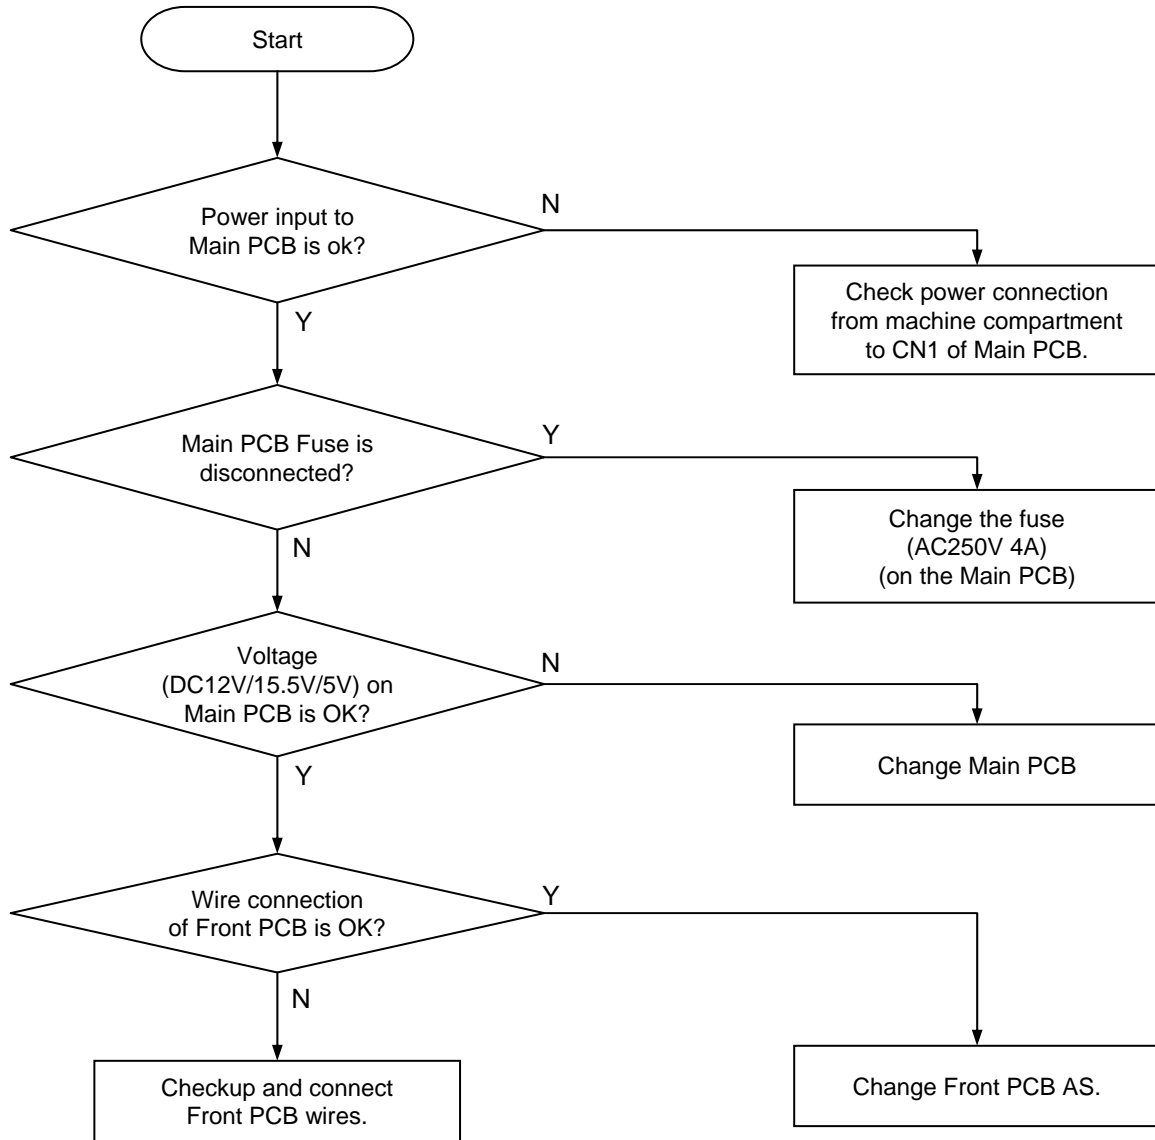 Start
Power input to
Main PCB is ok?
N
Check power connection
from machine compartment
to CN1 of Main PCB.
Y
Main PCB Fuse is
disconnected?
Y
Change the fuse
(AC250V 4A)
(on the Main PCB)
N
Voltage
(DC12V/15.5V/5V) on
Main PCB is OK?
N
Change Main PCB
Y
Wire connection
of Front PCB is OK?
Y
Change Front PCB AS.
N
Checkup and connect
Front PCB wires.